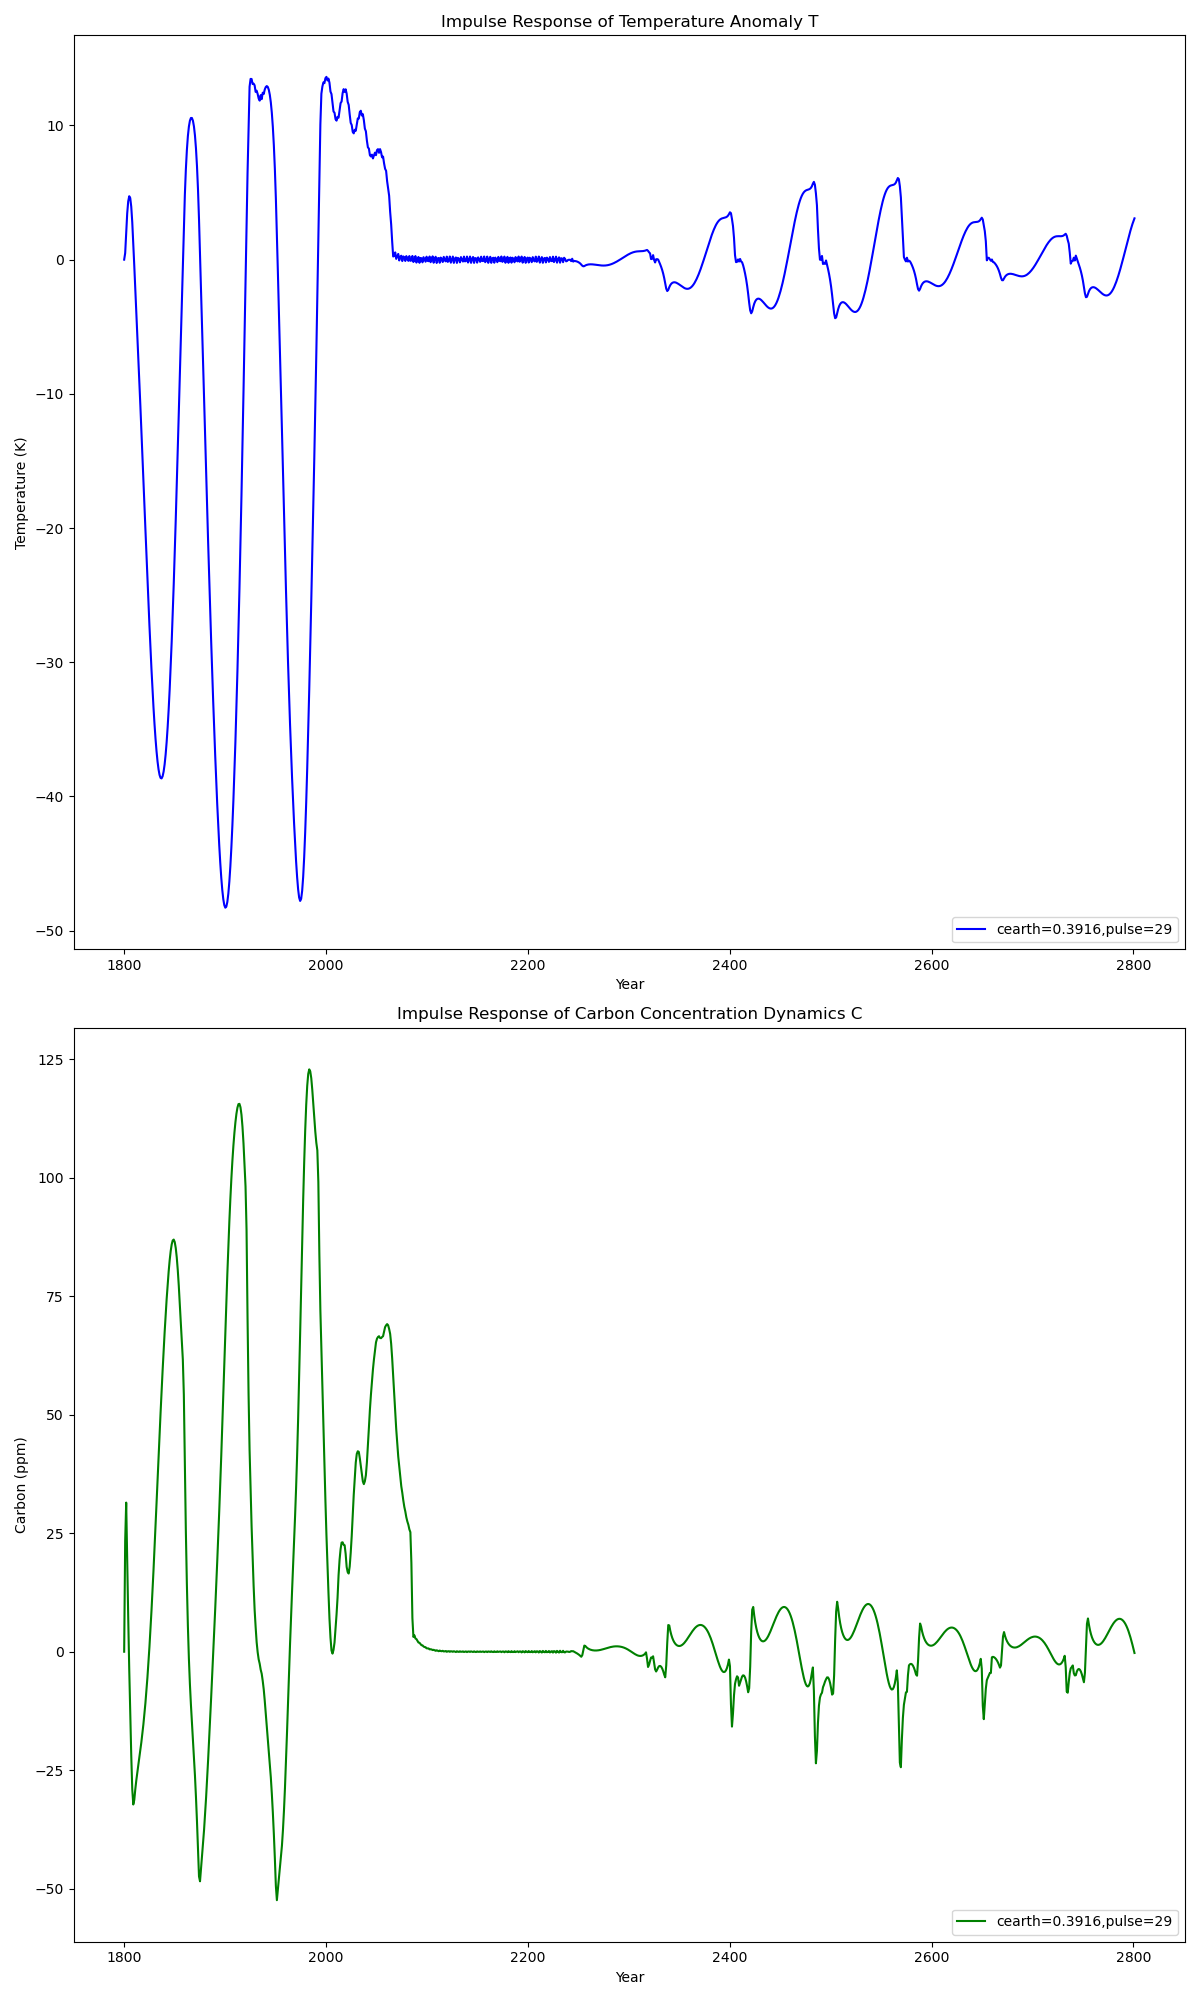 Impulse Response of Temperature Anomaly T
10
0
−10
−20
−30
−40
−50
Temperature (K)
cearth=0.3916,pulse=29
1800 2000 2200 2400 2600 2800
Year
Impulse Response of Carbon Concentration Dynamics C
125
100
75
50
25
0
−25
−50
Carbon (ppm)
cearth=0.3916,pulse=29
1800 2000 2200 2400 2600 2800
Year